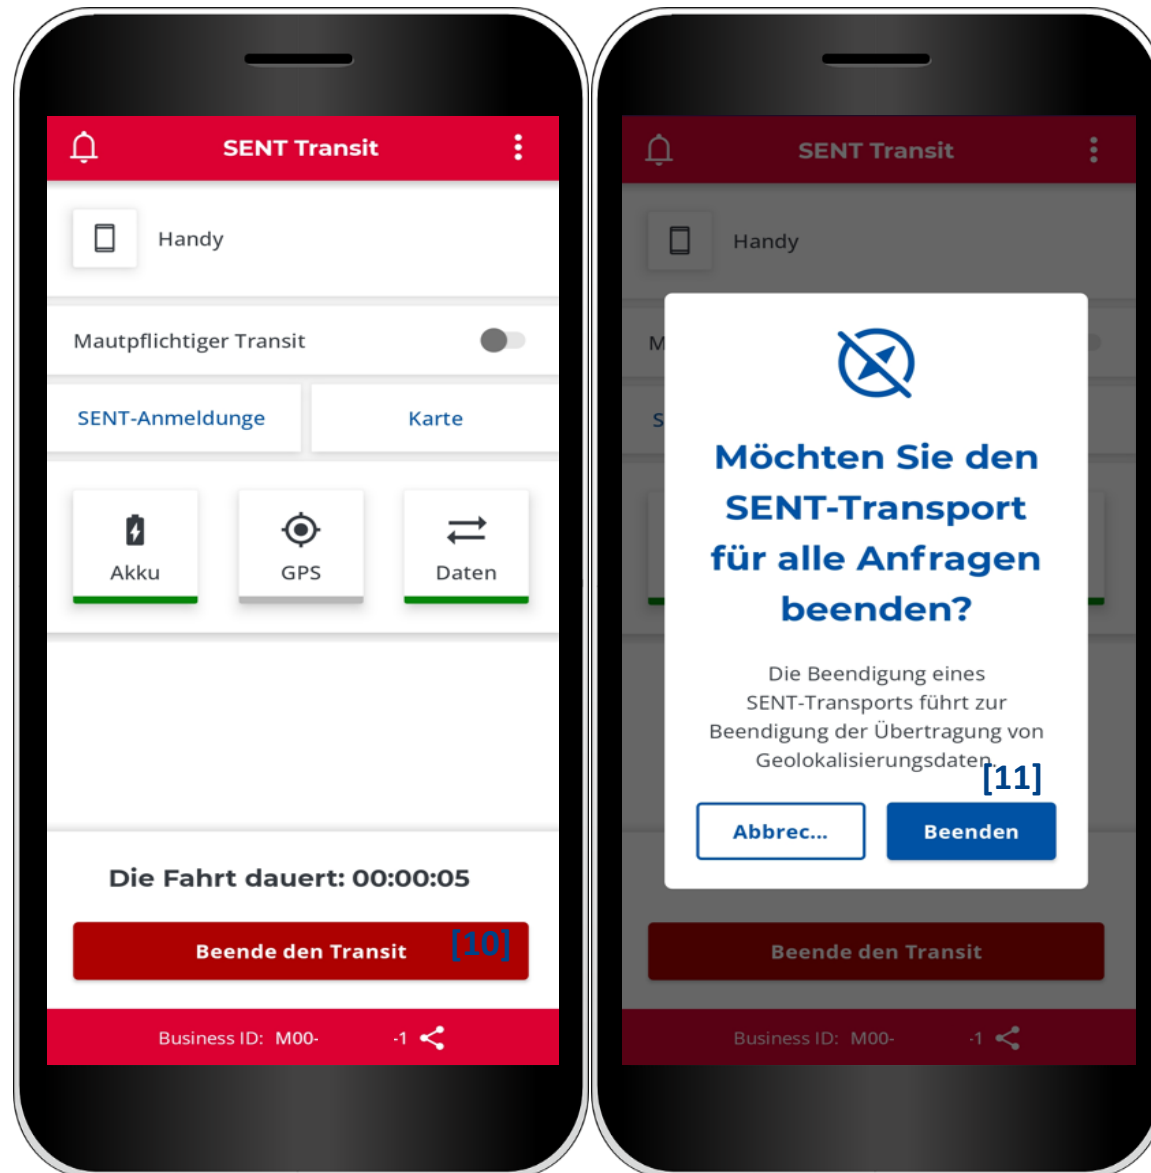 SENT Transit
Handy
Mautpflichtiger Transit
SENT-Anmeldunge
Karte
Akku
GPS
Daten
Die Fahrt dauert: 00:00:05
Beende den Transit [10]
Business ID: M00- -1
SENT Transit
Handy
M
S
Möchten Sie den
SENT-Transport
für alle Anfragen
beenden?
Die Beendigung eines
SENT-Transports führt zur
Beendigung der Übertragung von
Geolokalisierungsdaten.
[11]
Abbrec...
Beenden
Beende den Transit
Business ID: M00- -1